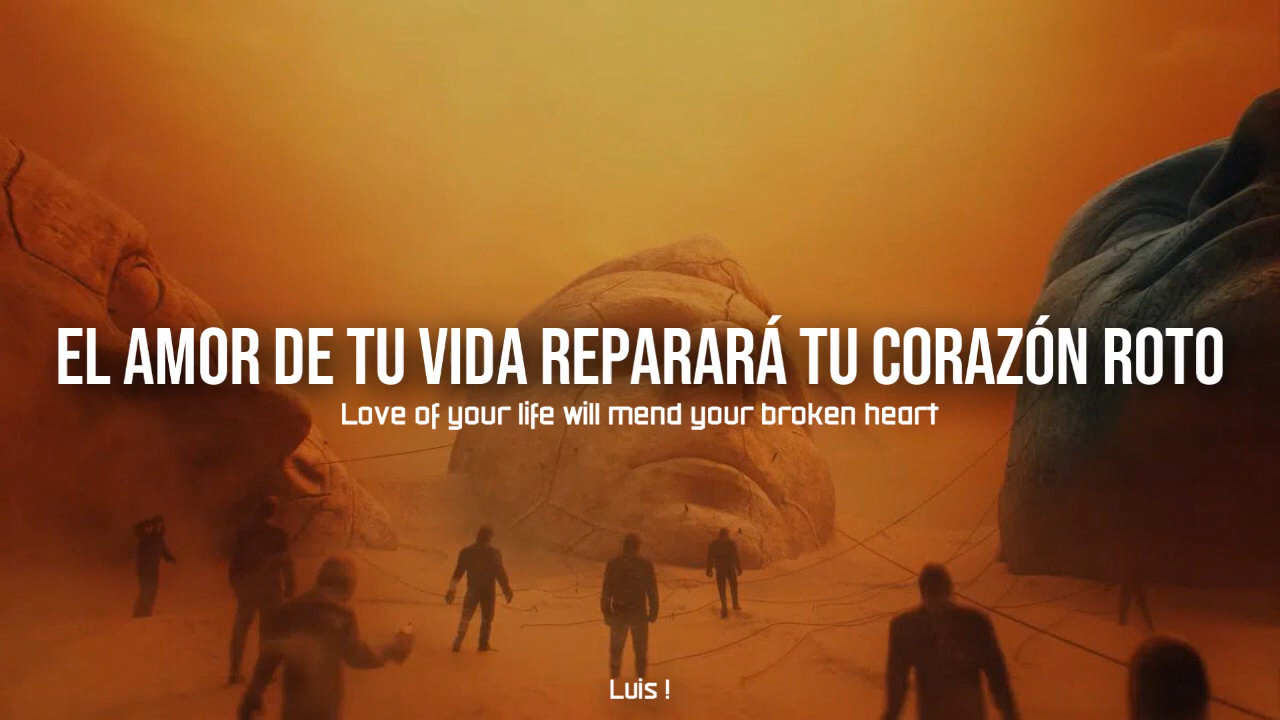 EL AMOR DE TU VIDA REPARARÁ TU CORAZÓN ROTO
Love of your life will mend your broken heart
Luis !